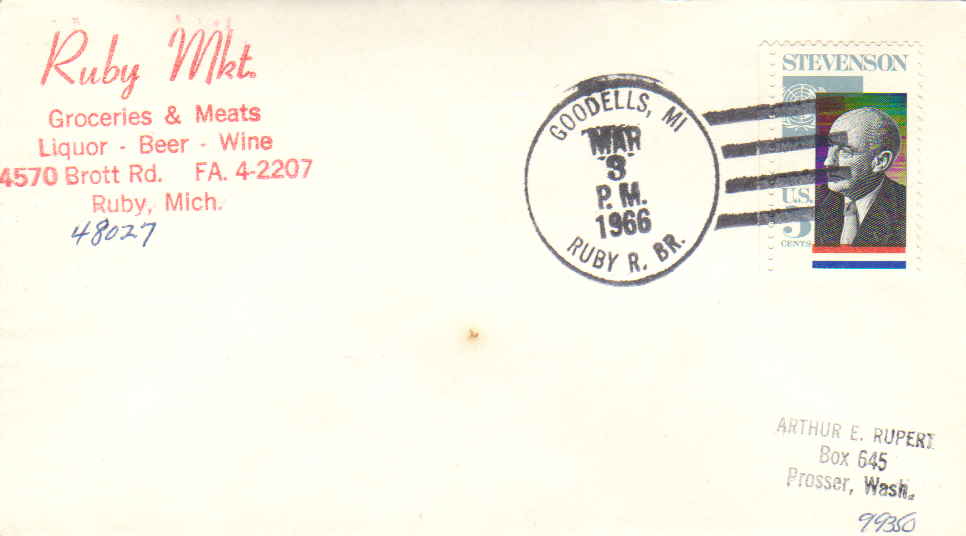 Ruby Mkt.
Groceries & Meats
Liquor - Beer - Wine
4570 Brott Rd. FA. 4-2207
Ruby, Mich.
48027
GOODELLS, MI
MAR
3
P. M.
1966
RUBY R. BR.
STEVENSON
U.S.
5
CENTS
ARTHUR E. RUPERT
Box 645
Prosser, Wash.
99350